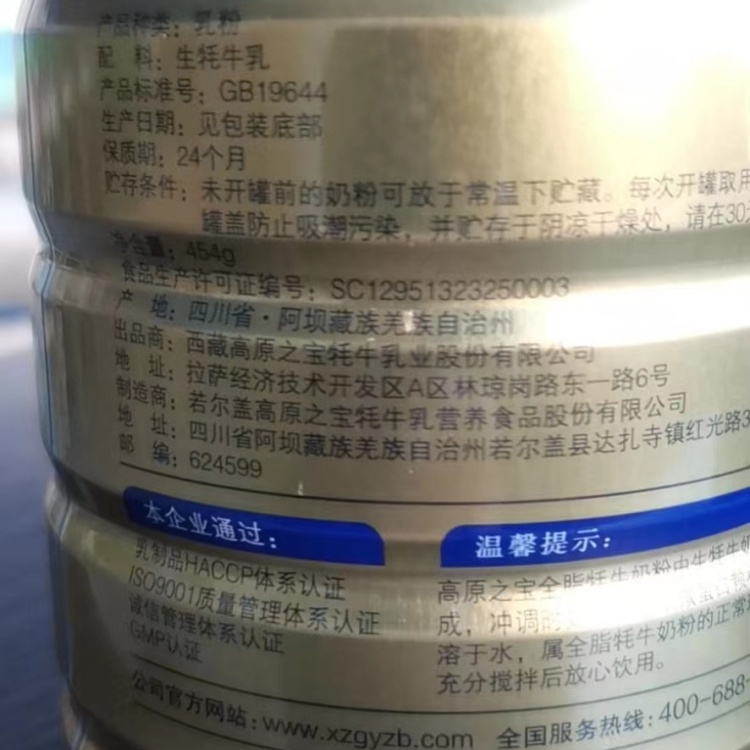 产品种类：乳粉
配 料：生牦牛乳
产品标准号：GB19644
生产日期：见包装底部
保质期：24个月
贮存条件：未开罐前的奶粉可放于常温下贮藏。每次开罐取用
罐盖防止吸潮污染，并贮存于阴凉干燥处，请在30
净含量：454g
食品生产许可证编号：SC12951323250003
产 地：四川省·阿坝藏族羌族自治州
出品商：西藏高原之宝牦牛乳业股份有限公司
地 址：拉萨经济技术开发区A区林琼岗路东一路6号
制造商：若尔盖高原之宝牦牛乳营养食品股份有限公司
地 址：四川省阿坝藏族羌族自治州若尔盖县达扎寺镇红光路3
邮 编：624599
本企业通过：
乳制品HACCP体系认证
ISO9001质量管理体系认证
诚信管理体系认证
GMP认证
温馨提示：
高原之宝全脂牦牛奶粉由生牦牛奶
成，冲调时
溶于水，属全脂牦牛奶粉的正常
充分搅拌后放心饮用。
公司官方网站：www.xzgyzb.com 全国服务热线：400-688-